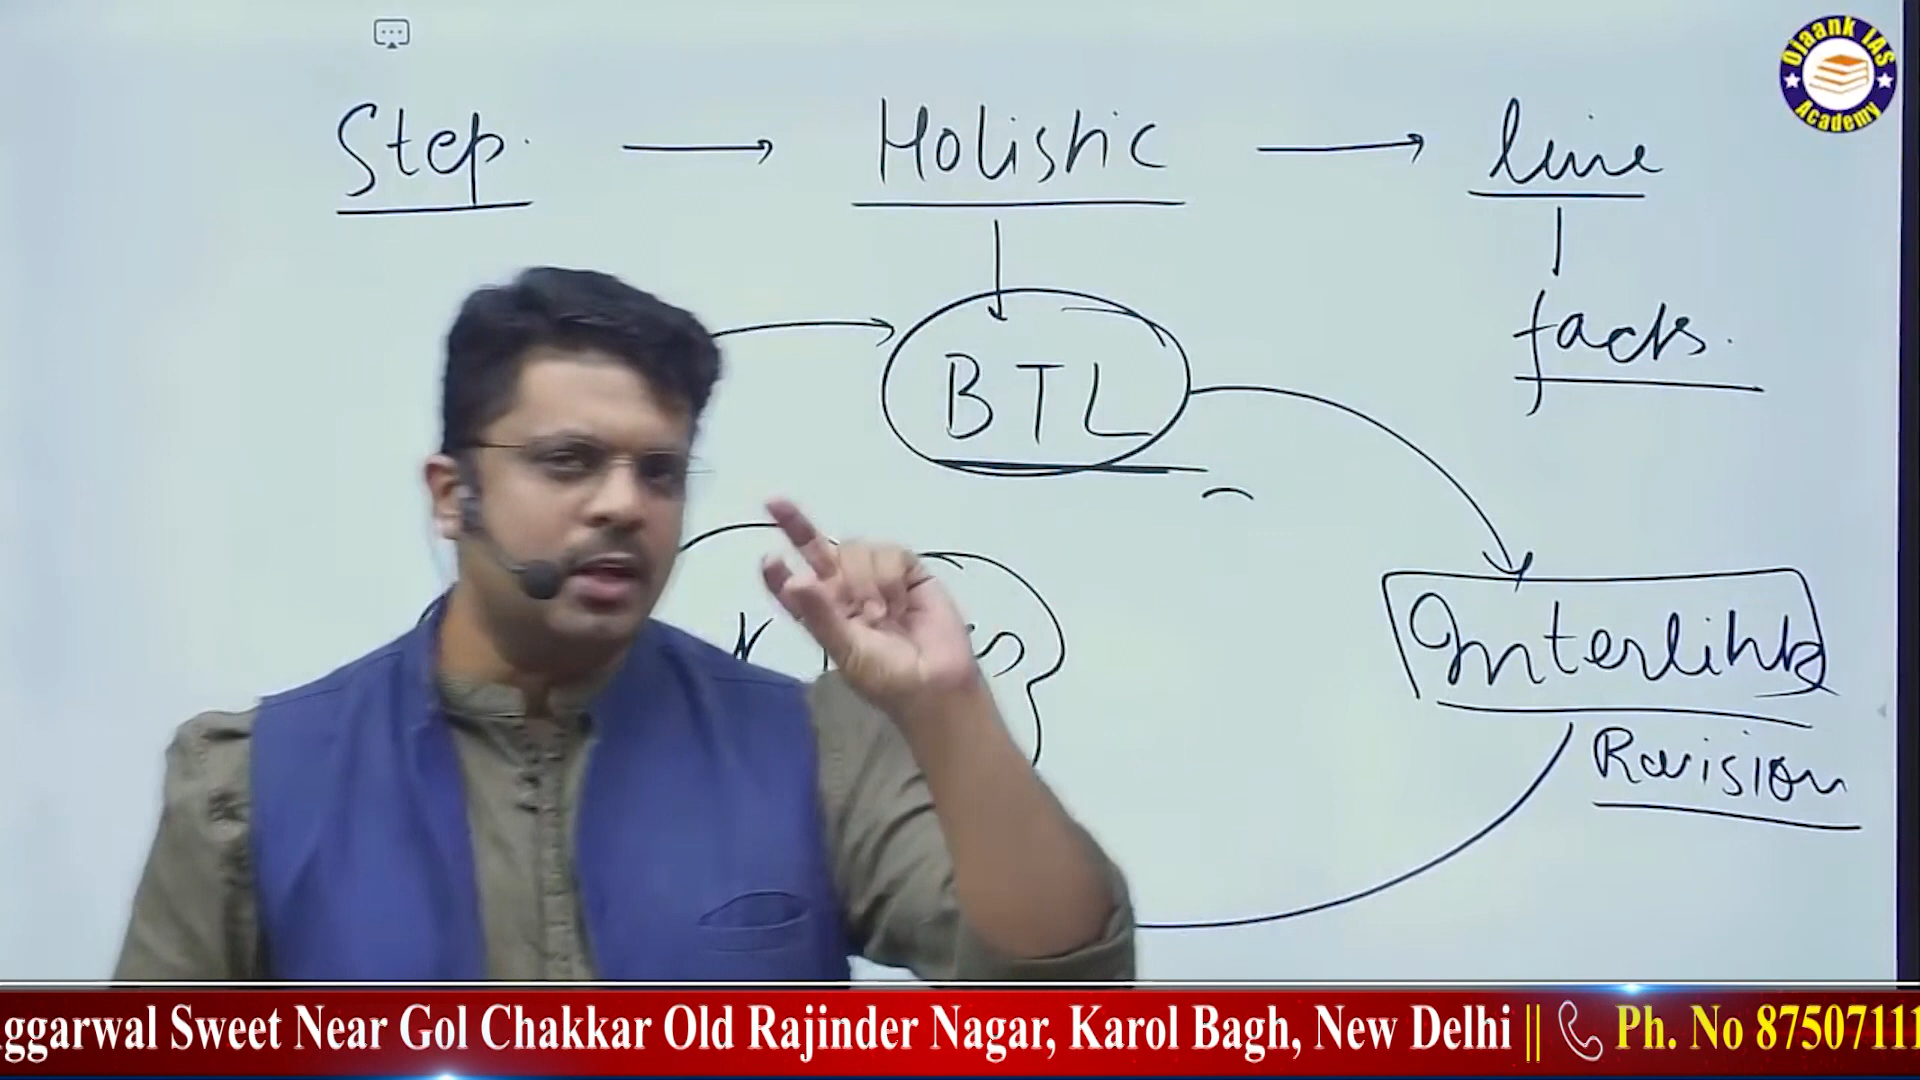 Ojaank IAS
Academy
Step. → Holistic → line
facts.
BTL
Interlink
Revision
ggarwal Sweet Near Gol Chakkar Old Rajinder Nagar, Karol Bagh, New Delhi || Ph. No 87507111